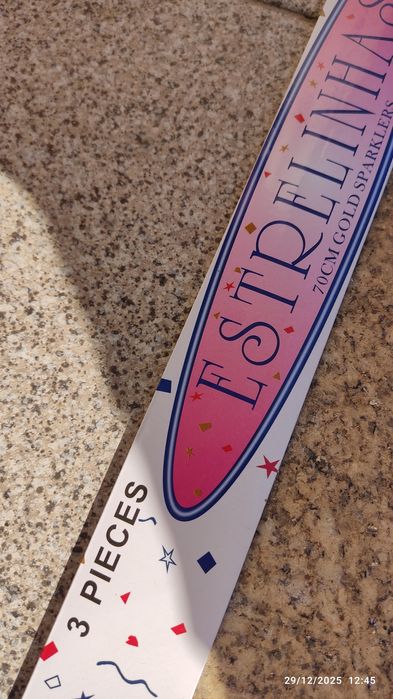 ESTRELINHAS
70CM GOLD SPARKLERS
3 PIECES
29/12/2025 12:45